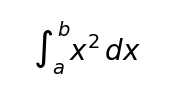 ∫_a^b x² dx